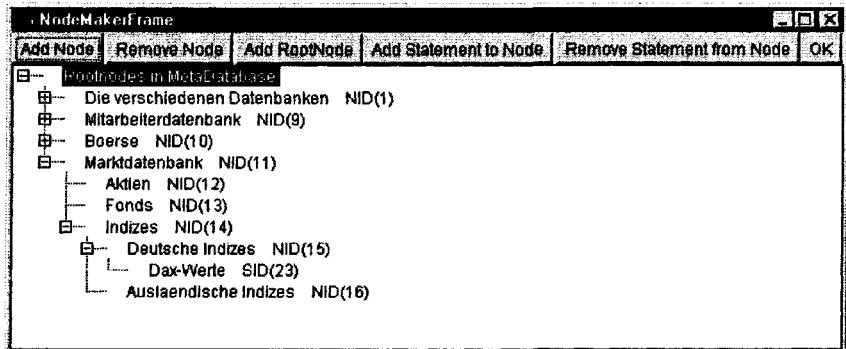 NodeMakerFrame
Add Node Remove Node Add RootNode Add Statement to Node Remove Statement from Node OK
Rootnodes in MetaDatabase
Die verschiedenen Datenbanken NID(1)
Mitarbeiterdatenbank NID(9)
Boerse NID(10)
Marktdatenbank NID(11)
Aktien NID(12)
Fonds NID(13)
Indizes NID(14)
Deutsche Indizes NID(15)
Dax-Werte SID(23)
Auslaendische Indizes NID(16)